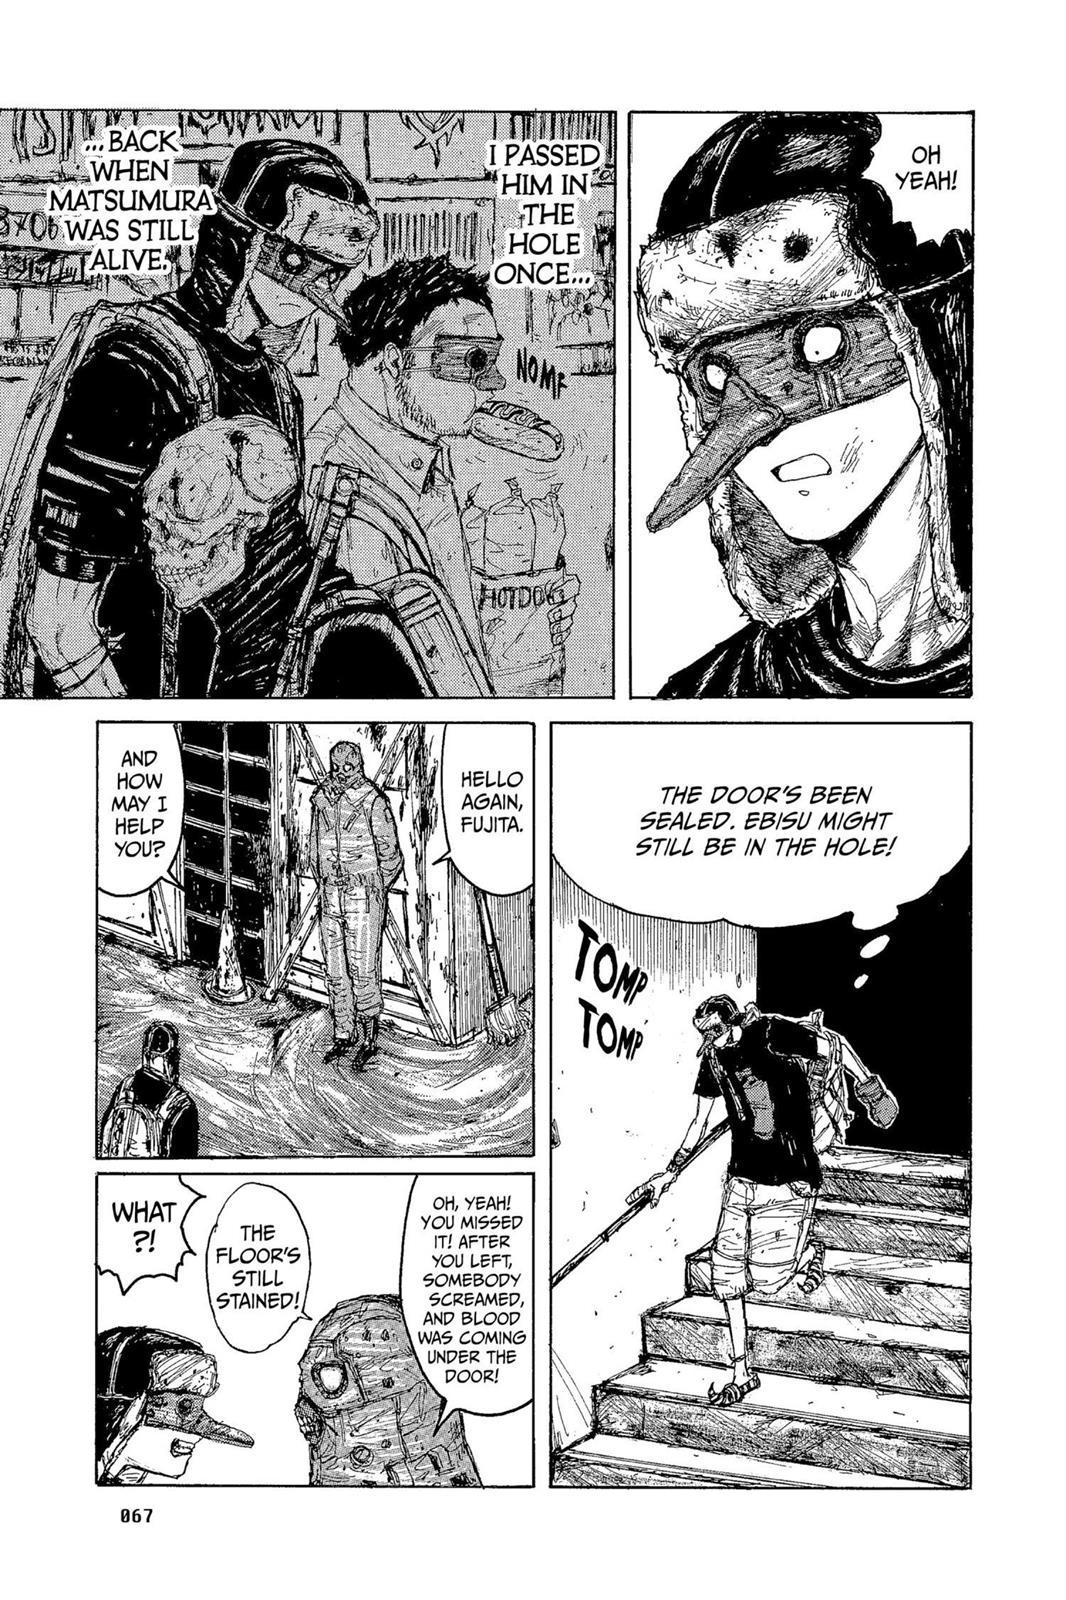 OH
YEAH!
I PASSED
HIM IN
THE
HOLE
ONCE...
...BACK
WHEN
MATSUMURA
WAS STILL
ALIVE.
3706
NOMF
HOTDOG
THE DOOR'S BEEN
SEALED. EBISU MIGHT
STILL BE IN THE HOLE!
TOMP
TOMP
HELLO
AGAIN,
FUJITA.
AND
HOW
MAY I
HELP
YOU?
OH, YEAH!
YOU MISSED
IT! AFTER
YOU LEFT,
SOMEBODY
SCREAMED,
AND BLOOD
WAS COMING
UNDER THE
DOOR!
THE
FLOOR'S
STILL
STAINED!
WHAT
?!
067